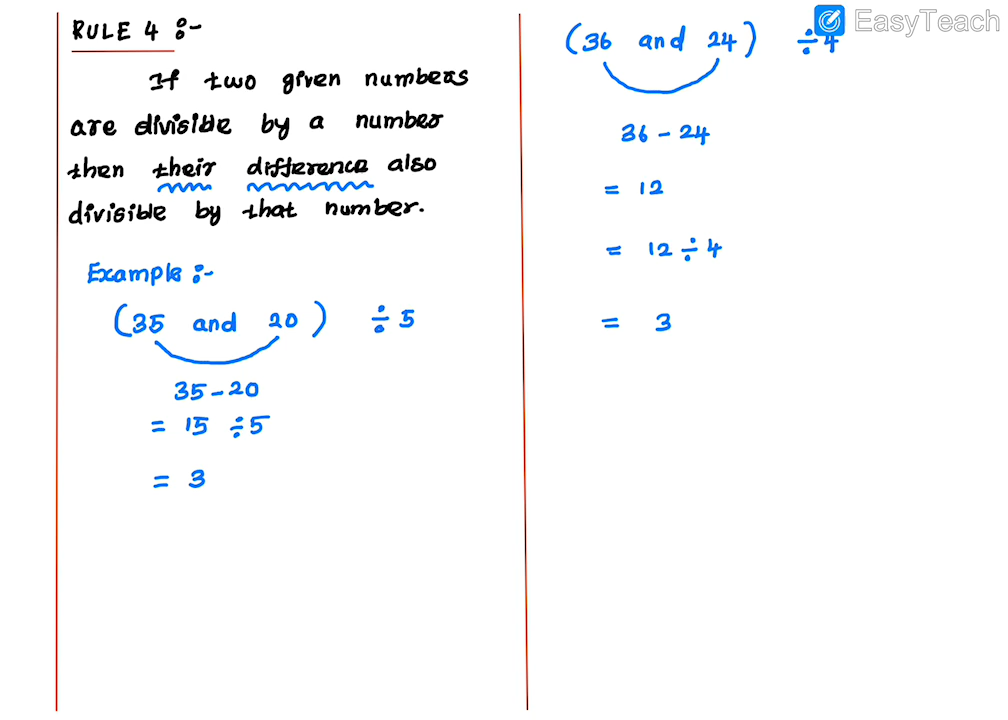 RULE 4 :-
If two given numbers
are divisible by a number
then their difference also
divisible by that number.
Example :-
(35 and 20) ÷ 5
35 - 20
= 15 ÷ 5
= 3
EasyTeach
(36 and 24) ÷ 4
36 - 24
= 12
= 12 ÷ 4
= 3